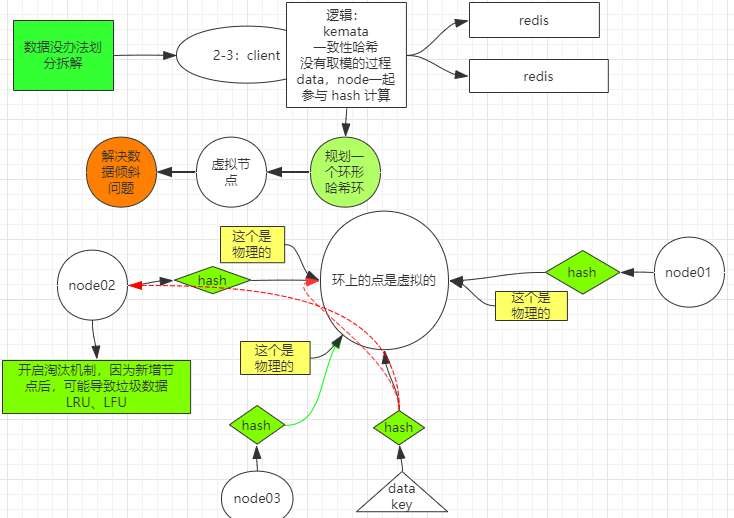 数据没办法划
分拆解
2-3：client
逻辑：
kemata
一致性哈希
没有取模的过程
data，node一起
参与 hash 计算
redis
redis
解决数
据倾斜
问题
虚拟节
点
规划一
个环形
哈希环
这个是
物理的
node02
hash
环上的点是虚拟的
hash
node01
这个是
物理的
这个是
物理的
开启淘汰机制，因为新增节
点后，可能导致垃圾数据
LRU、LFU
hash
hash
node03
data
key